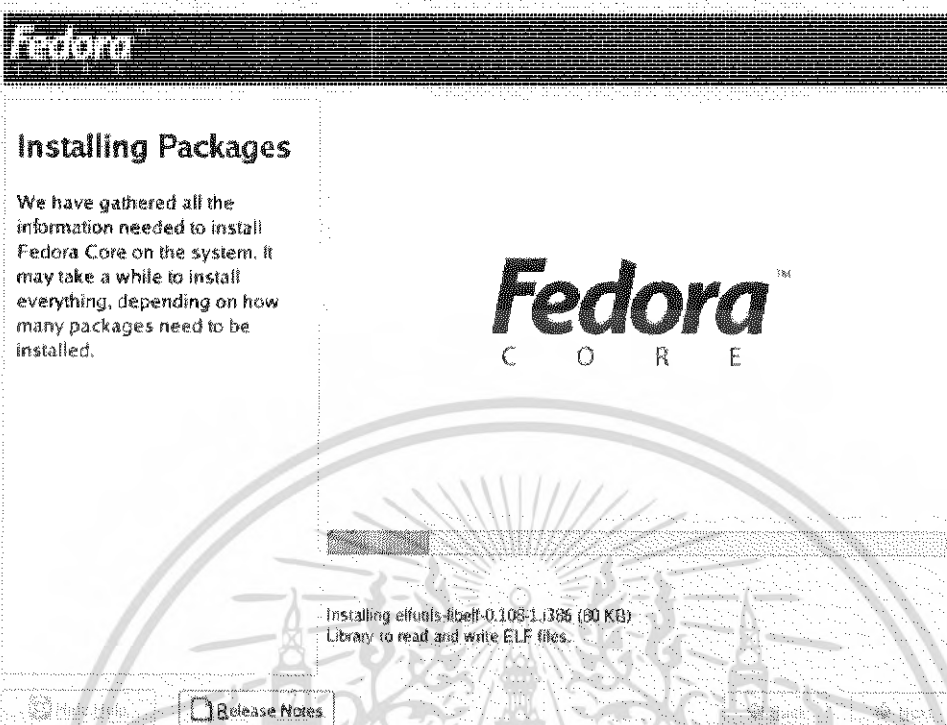 Fedora™
Installing Packages
We have gathered all the
information needed to install
Fedora Core on the system. It
may take a while to install
everything, depending on how
many packages need to be
installed.
Fedora™
C O R E
Installing elfutils-libelf-0.108-1.i386 (80 KB)
Library to read and write ELF files.
Release Notes